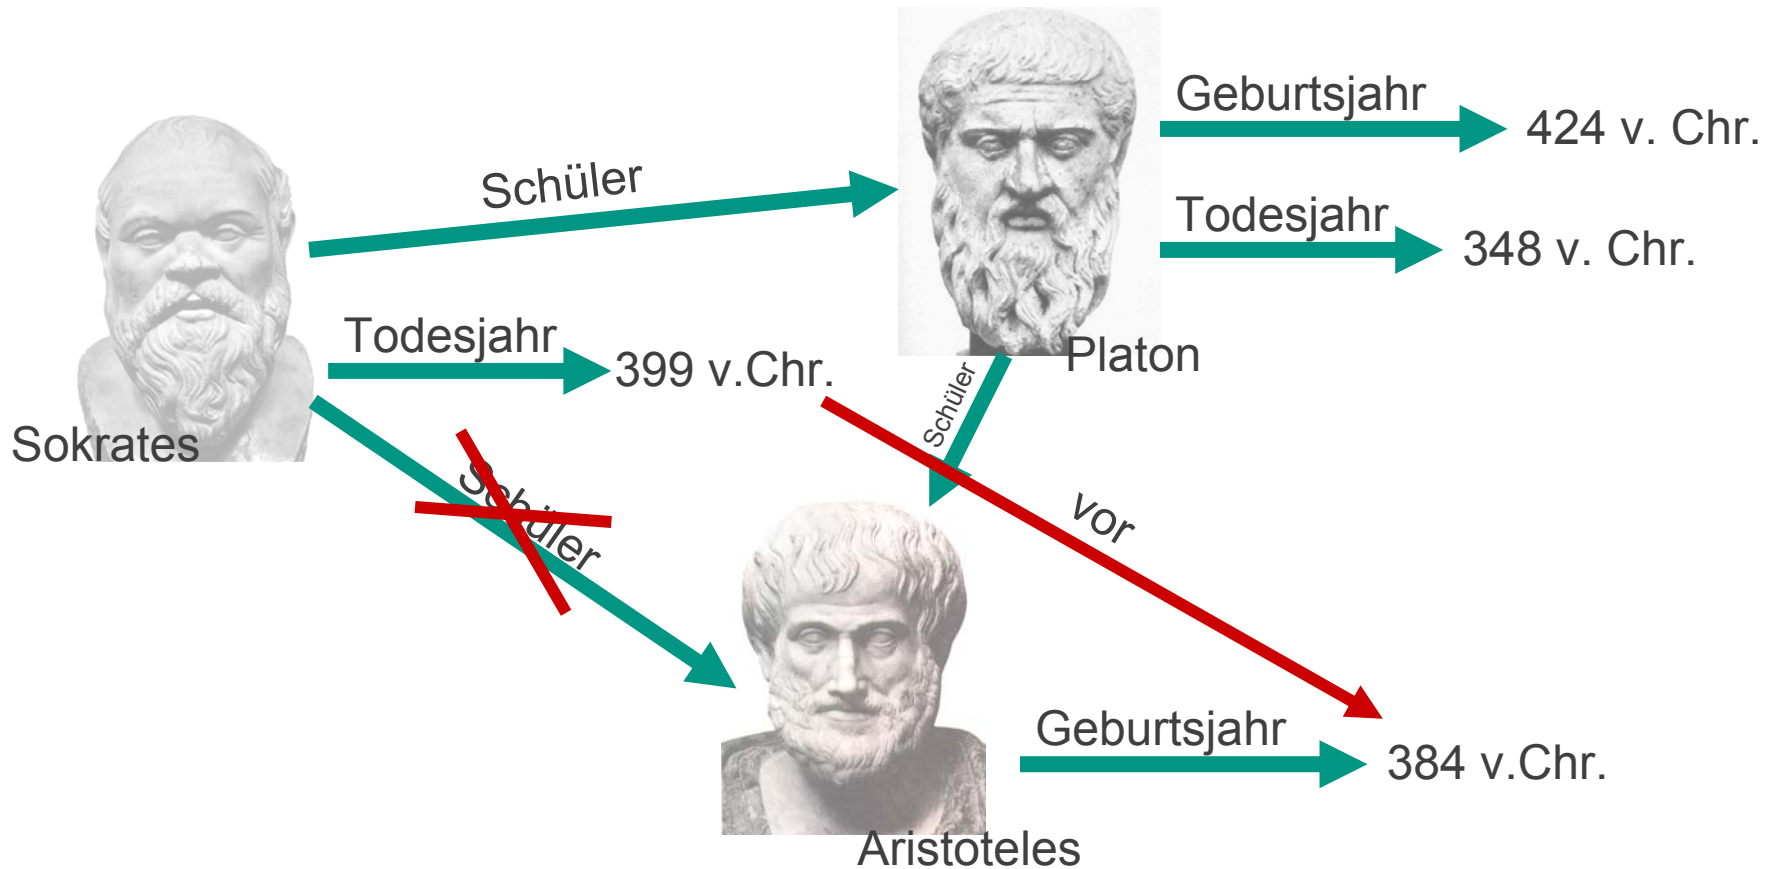 Geburtsjahr
424 v. Chr.
Schüler
Todesjahr
348 v. Chr.
Todesjahr
399 v.Chr.
Platon
Schüler
Sokrates
Schüler
vor
Geburtsjahr
384 v.Chr.
Aristoteles